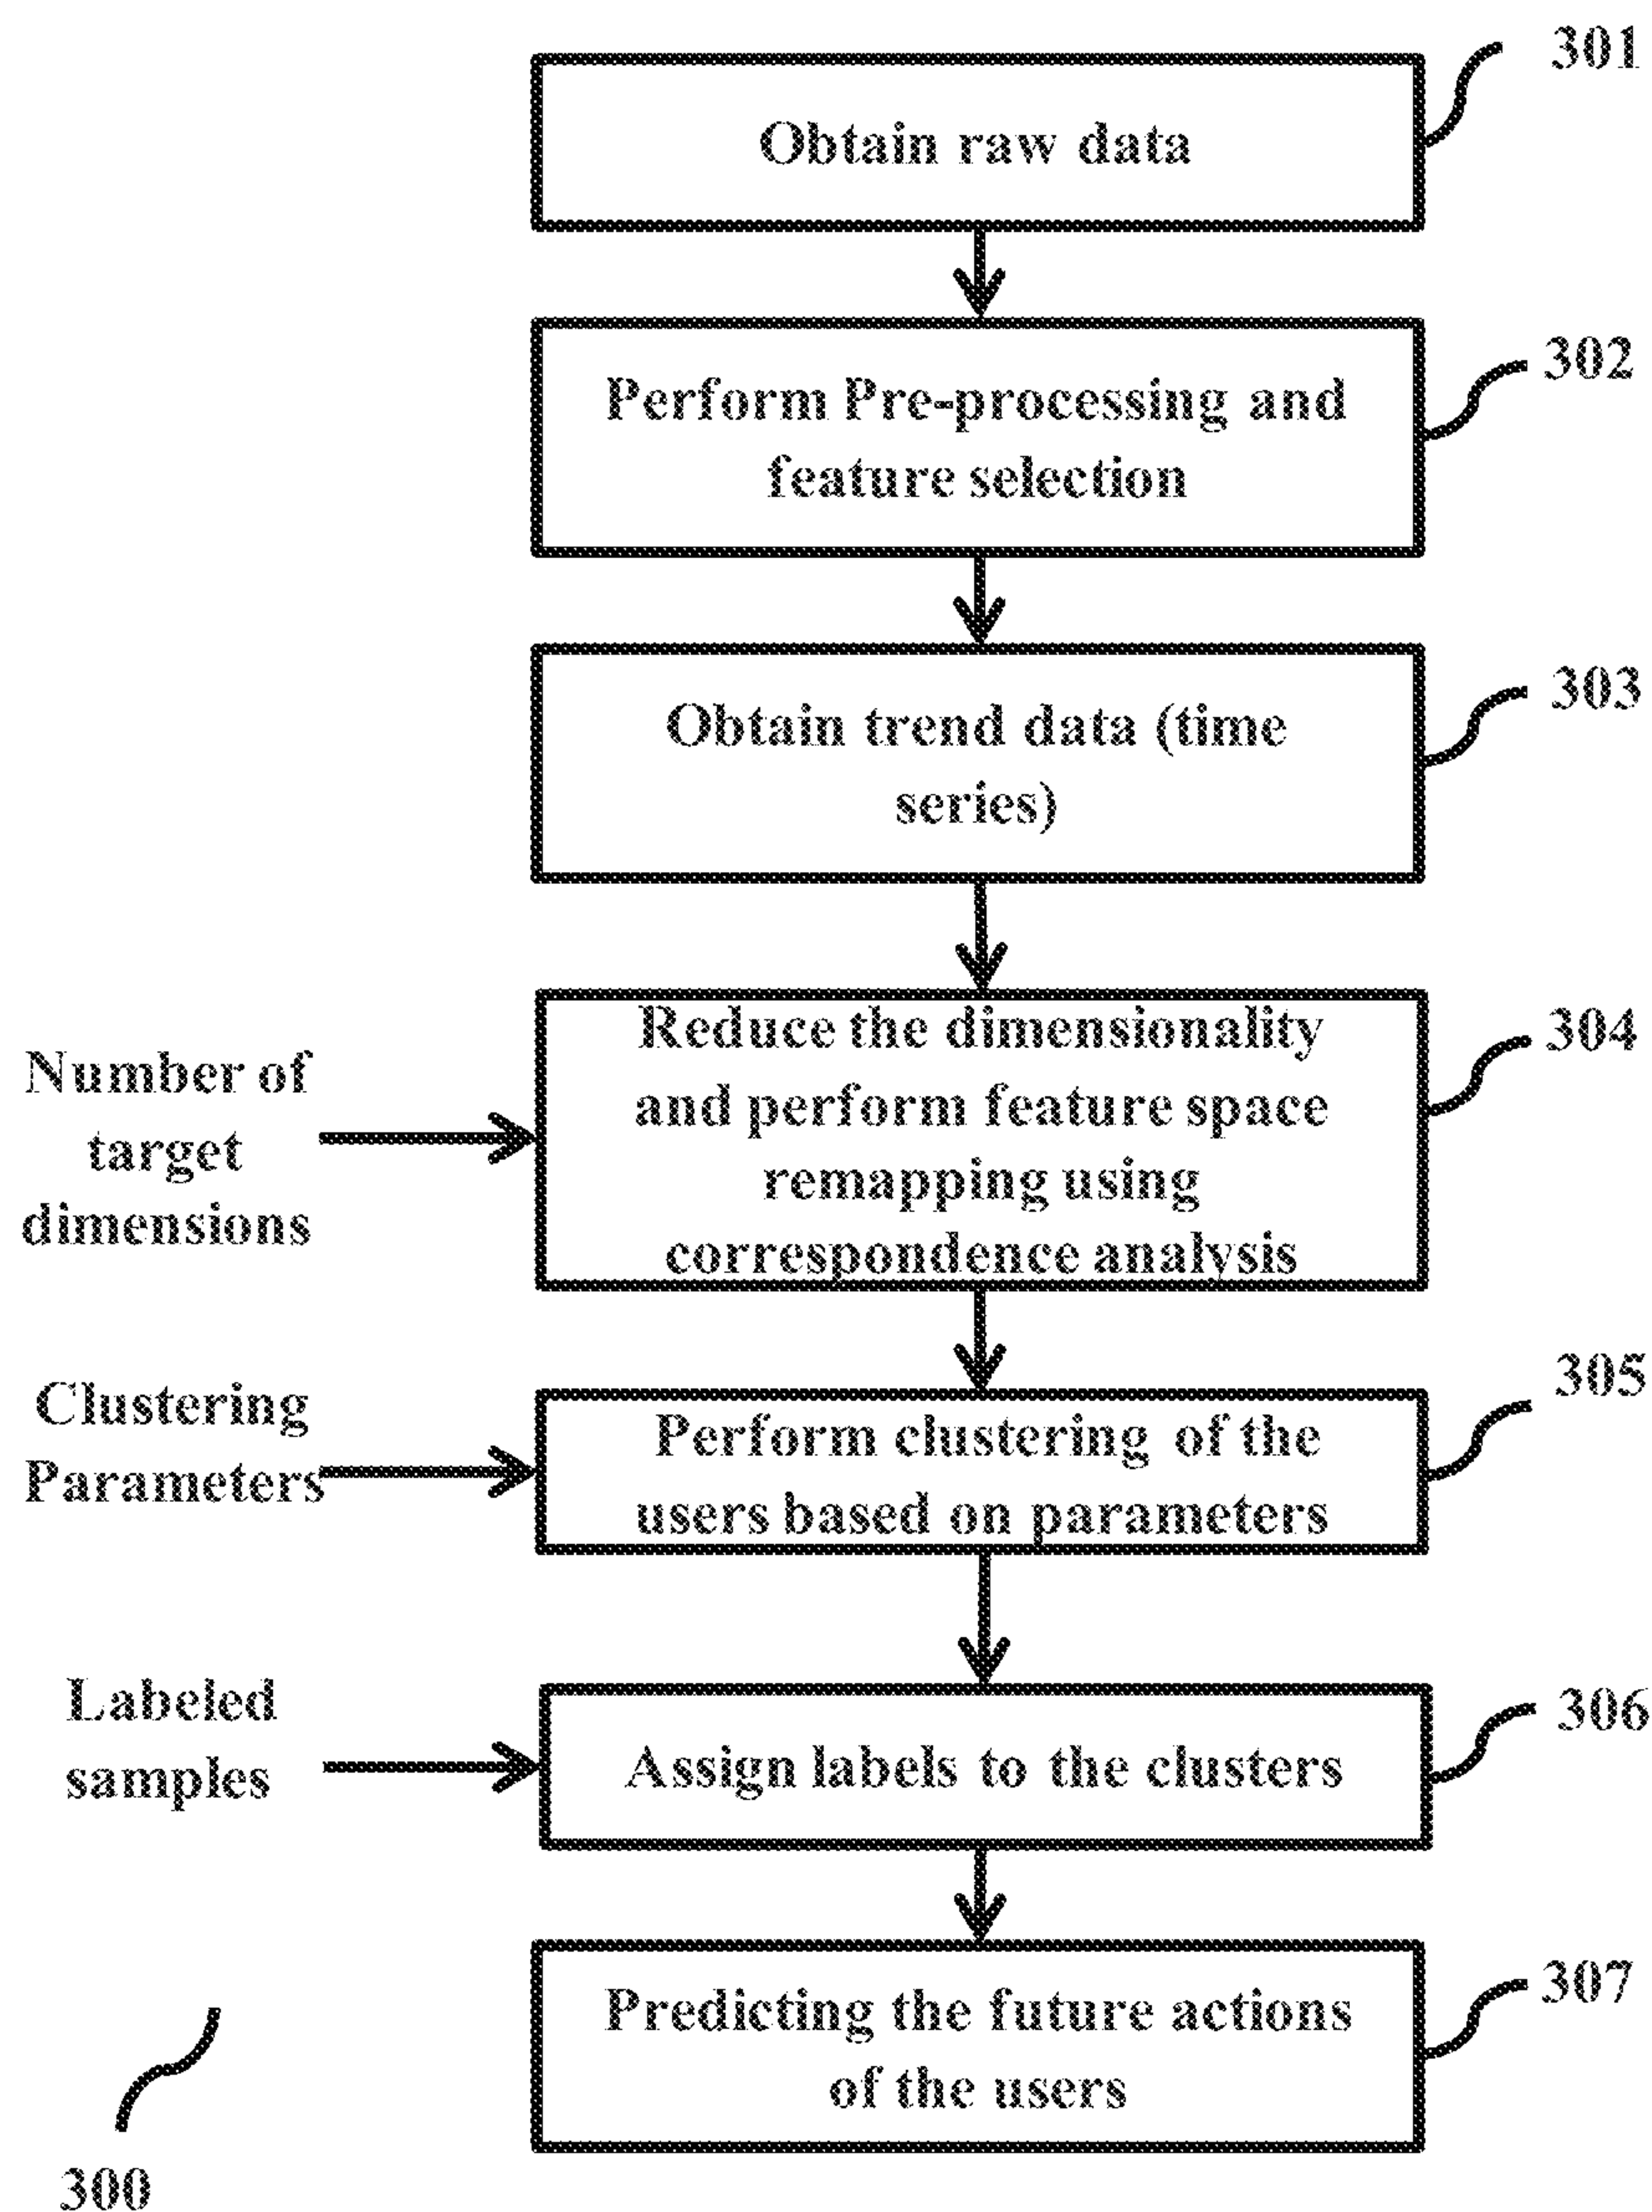 301
Obtain raw data
302
Perform Pre-processing and
feature selection
303
Obtain trend data (time
series)
304
Reduce the dimensionality
and perform feature space
remapping using
correspondence analysis
Number of
target
dimensions
305
Perform clustering of the
users based on parameters
Clustering
Parameters
306
Assign labels to the clusters
Labeled
samples
307
Predicting the future actions
of the users
300